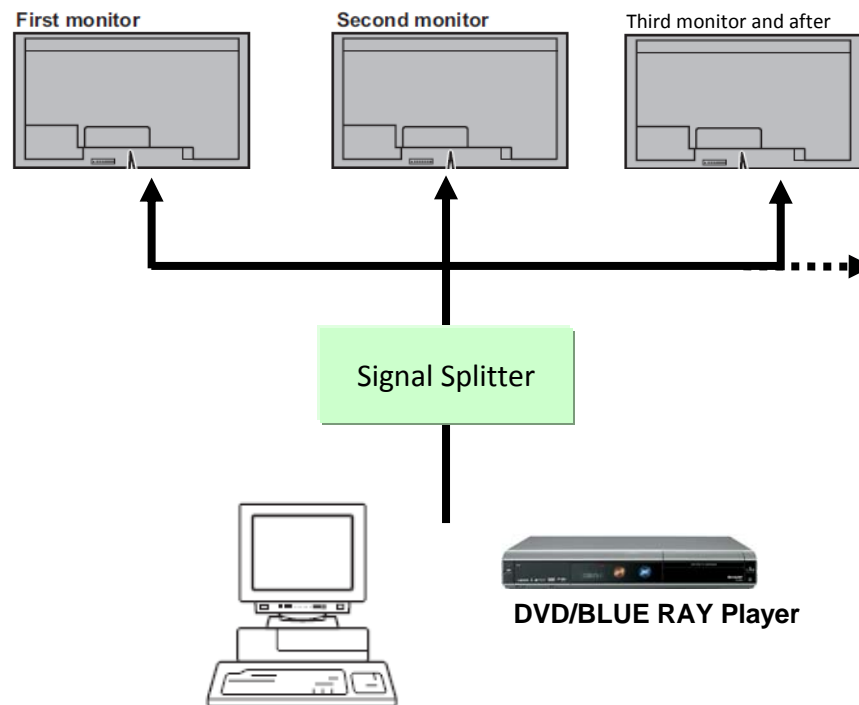 First monitor
Second monitor
Third monitor and after
Signal Splitter
DVD/BLUE RAY Player